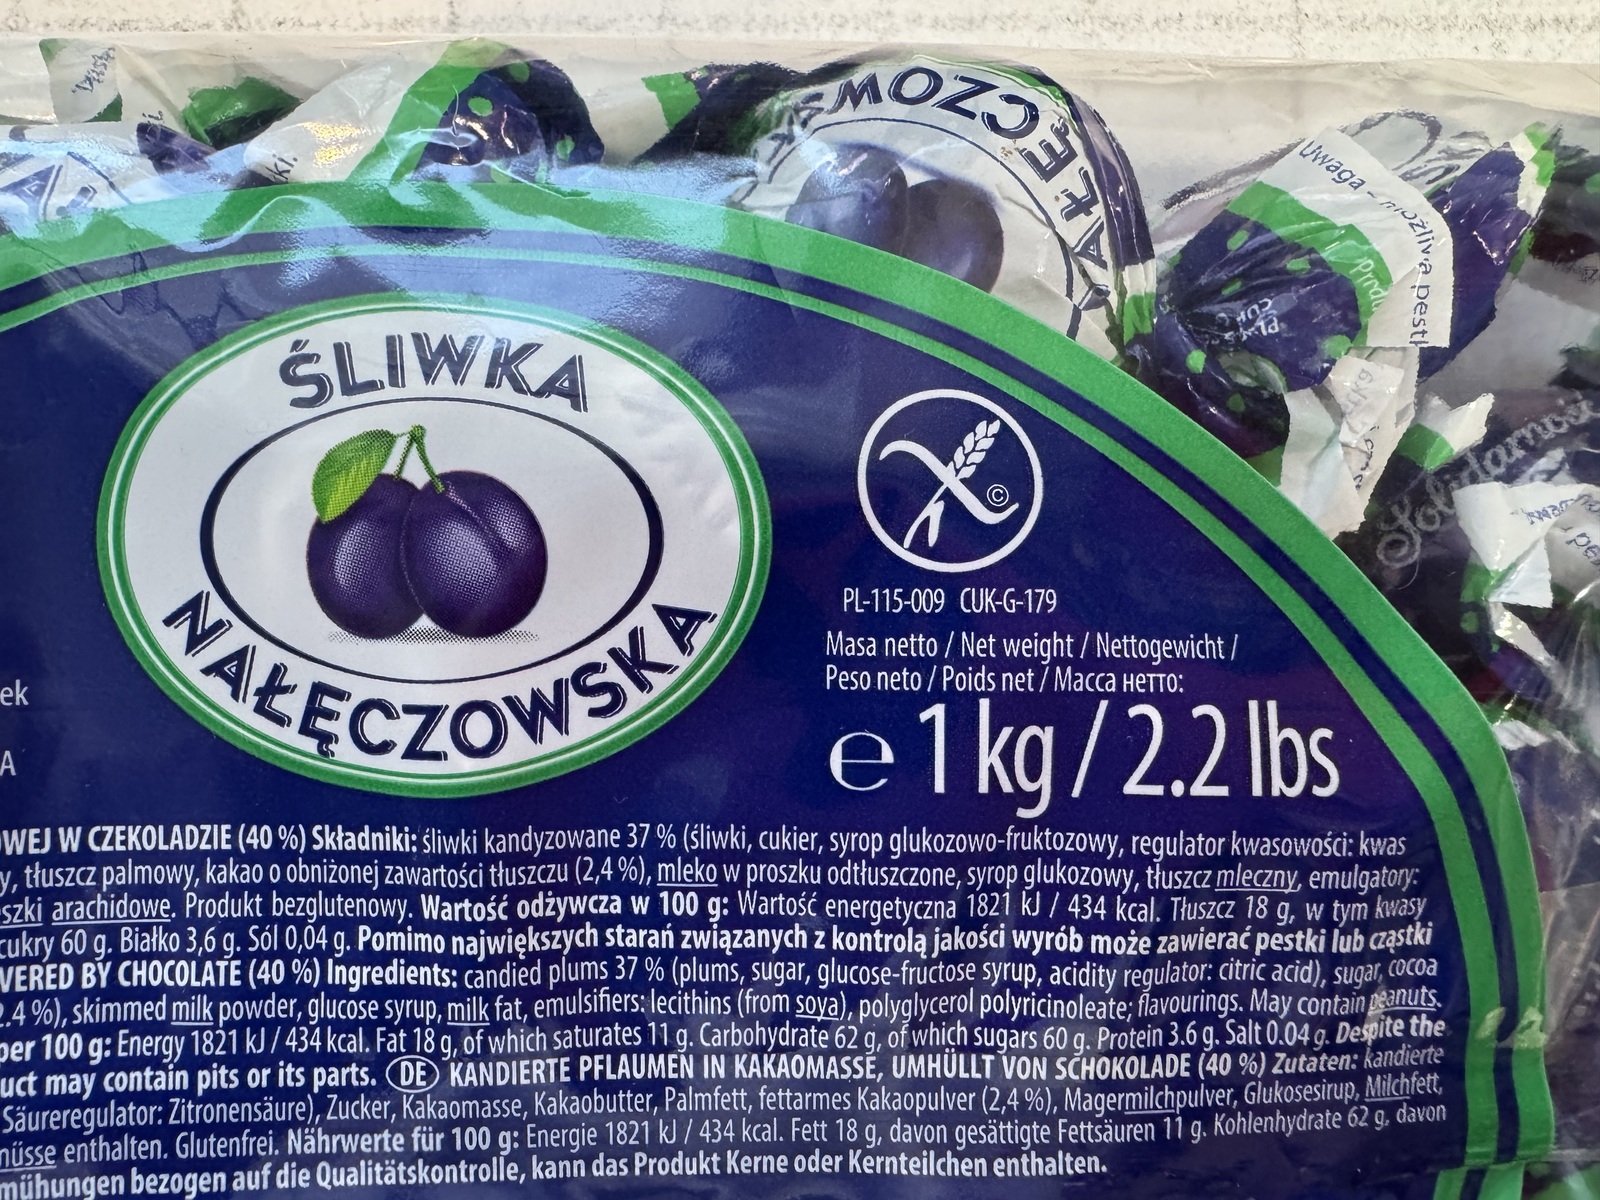 CZOWS
NAŁĘ
Uwaga – możliwa pest
Produ
Solidarność
ŚLIWKA
NAŁĘCZOWSKA
©
PL-115-009 CUK-G-179
Masa netto / Net weight / Nettogewicht /
Peso neto / Poids net / Масса нетто:
℮ 1 kg / 2.2 lbs
ek
A
OWEJ W CZEKOLADZIE (40 %) Składniki: śliwki kandyzowane 37 % (śliwki, cukier, syrop glukozowo-fruktozowy, regulator kwasowości: kwas
y, tłuszcz palmowy, kakao o obniżonej zawartości tłuszczu (2,4 %), mleko w proszku odtłuszczone, syrop glukozowy, tłuszcz mleczny, emulgatory:
szki arachidowe. Produkt bezglutenowy. Wartość odżywcza w 100 g: Wartość energetyczna 1821 kJ / 434 kcal. Tłuszcz 18 g, w tym kwasy
cukry 60 g. Białko 3,6 g. Sól 0,04 g. Pomimo największych starań związanych z kontrolą jakości wyrób może zawierać pestki lub cząstki
VERED BY CHOCOLATE (40 %) Ingredients: candied plums 37 % (plums, sugar, glucose-fructose syrup, acidity regulator: citric acid), sugar, cocoa
2.4 %), skimmed milk powder, glucose syrup, milk fat, emulsifiers: lecithins (from soya), polyglycerol polyricinoleate; flavourings. May contain peanuts.
per 100 g: Energy 1821 kJ / 434 kcal. Fat 18 g, of which saturates 11 g. Carbohydrate 62 g, of which sugars 60 g. Protein 3.6 g. Salt 0.04 g. Despite the
uct may contain pits or its parts. DE KANDIERTE PFLAUMEN IN KAKAOMASSE, UMHÜLLT VON SCHOKOLADE (40 %) Zutaten: kandierte
Säureregulator: Zitronensäure), Zucker, Kakaomasse, Kakaobutter, Palmfett, fettarmes Kakaopulver (2,4 %), Magermilchpulver, Glukosesirup, Milchfett,
nüsse enthalten. Glutenfrei. Nährwerte für 100 g: Energie 1821 kJ / 434 kcal. Fett 18 g, davon gesättigte Fettsäuren 11 g. Kohlenhydrate 62 g, davon
mühungen bezogen auf die Qualitätskontrolle, kann das Produkt Kerne oder Kernteilchen enthalten.